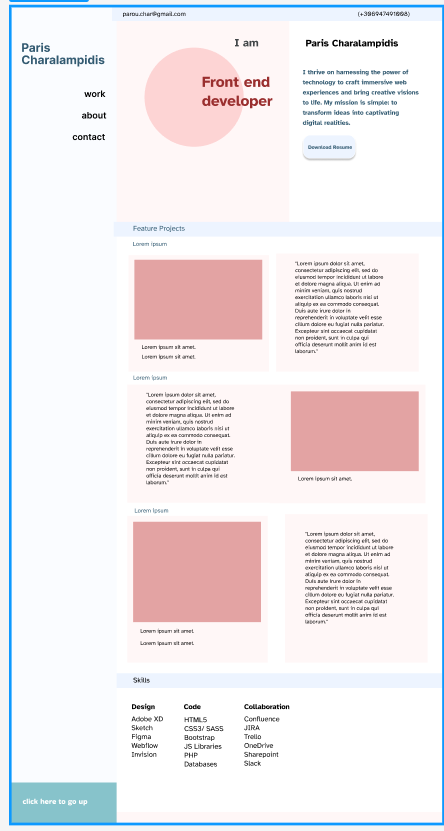 parou.char@gmail.com
(+306947491008)
Paris
Charalampidis
work
about
contact
I am
Front end
developer
Paris Charalampidis
I thrive on harnessing the power of
technology to craft immersive web
experiences and bring creative visions
to life. My mission is simple: to
transform ideas into captivating
digital realities.
Download Resume
Feature Projects
Lorem ipsum
Lorem ipsum dolor sit amet.
Lorem ipsum dolor sit amet.
"Lorem ipsum dolor sit amet,
consectetur adipiscing elit, sed do
eiusmod tempor incididunt ut labore
et dolore magna aliqua. Ut enim ad
minim veniam, quis nostrud
exercitation ullamco laboris nisi ut
aliquip ex ea commodo consequat.
Duis aute irure dolor in
reprehenderit in voluptate velit esse
cillum dolore eu fugiat nulla pariatur.
Excepteur sint occaecat cupidatat
non proident, sunt in culpa qui
officia deserunt mollit anim id est
laborum."
Lorem ipsum
"Lorem ipsum dolor sit amet,
consectetur adipiscing elit, sed do
eiusmod tempor incididunt ut labore
et dolore magna aliqua. Ut enim ad
minim veniam, quis nostrud
exercitation ullamco laboris nisi ut
aliquip ex ea commodo consequat.
Duis aute irure dolor in
reprehenderit in voluptate velit esse
cillum dolore eu fugiat nulla pariatur.
Excepteur sint occaecat cupidatat
non proident, sunt in culpa qui
officia deserunt mollit anim id est
laborum."
Lorem ipsum dolor sit amet.
Lorem ipsum
Lorem ipsum dolor sit amet.
Lorem ipsum dolor sit amet.
"Lorem ipsum dolor sit amet,
consectetur adipiscing elit, sed do
eiusmod tempor incididunt ut labore
et dolore magna aliqua. Ut enim ad
minim veniam, quis nostrud
exercitation ullamco laboris nisi ut
aliquip ex ea commodo consequat.
Duis aute irure dolor in
reprehenderit in voluptate velit esse
cillum dolore eu fugiat nulla pariatur.
Excepteur sint occaecat cupidatat
non proident, sunt in culpa qui
officia deserunt mollit anim id est
laborum."
Skills
Design
Adobe XD
Sketch
Figma
Webflow
Invision
Code
HTML5
CSS3/ SASS
Bootstrap
JS Libraries
PHP
Databases
Collaboration
Confluence
JIRA
Trello
OneDrive
Sharepoint
Slack
click here to go up